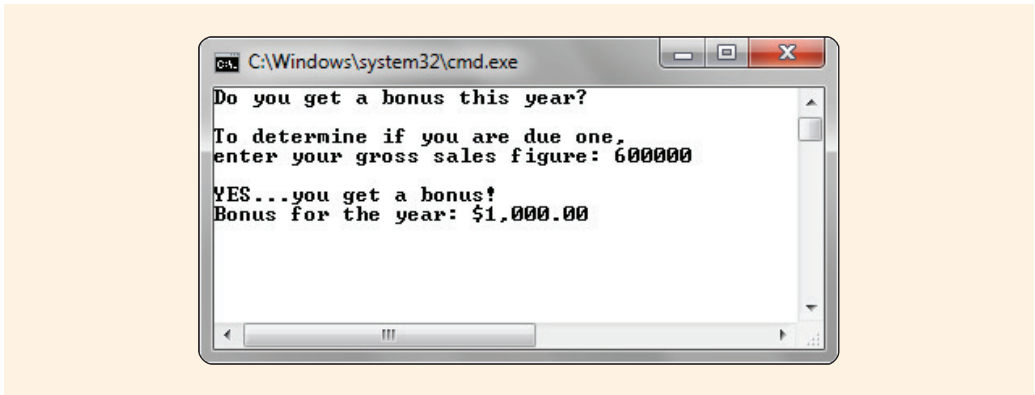 C:\Windows\system32\cmd.exe
Do you get a bonus this year?
To determine if you are due one,
enter your gross sales figure: 600000
YES...you get a bonus!
Bonus for the year: $1,000.00